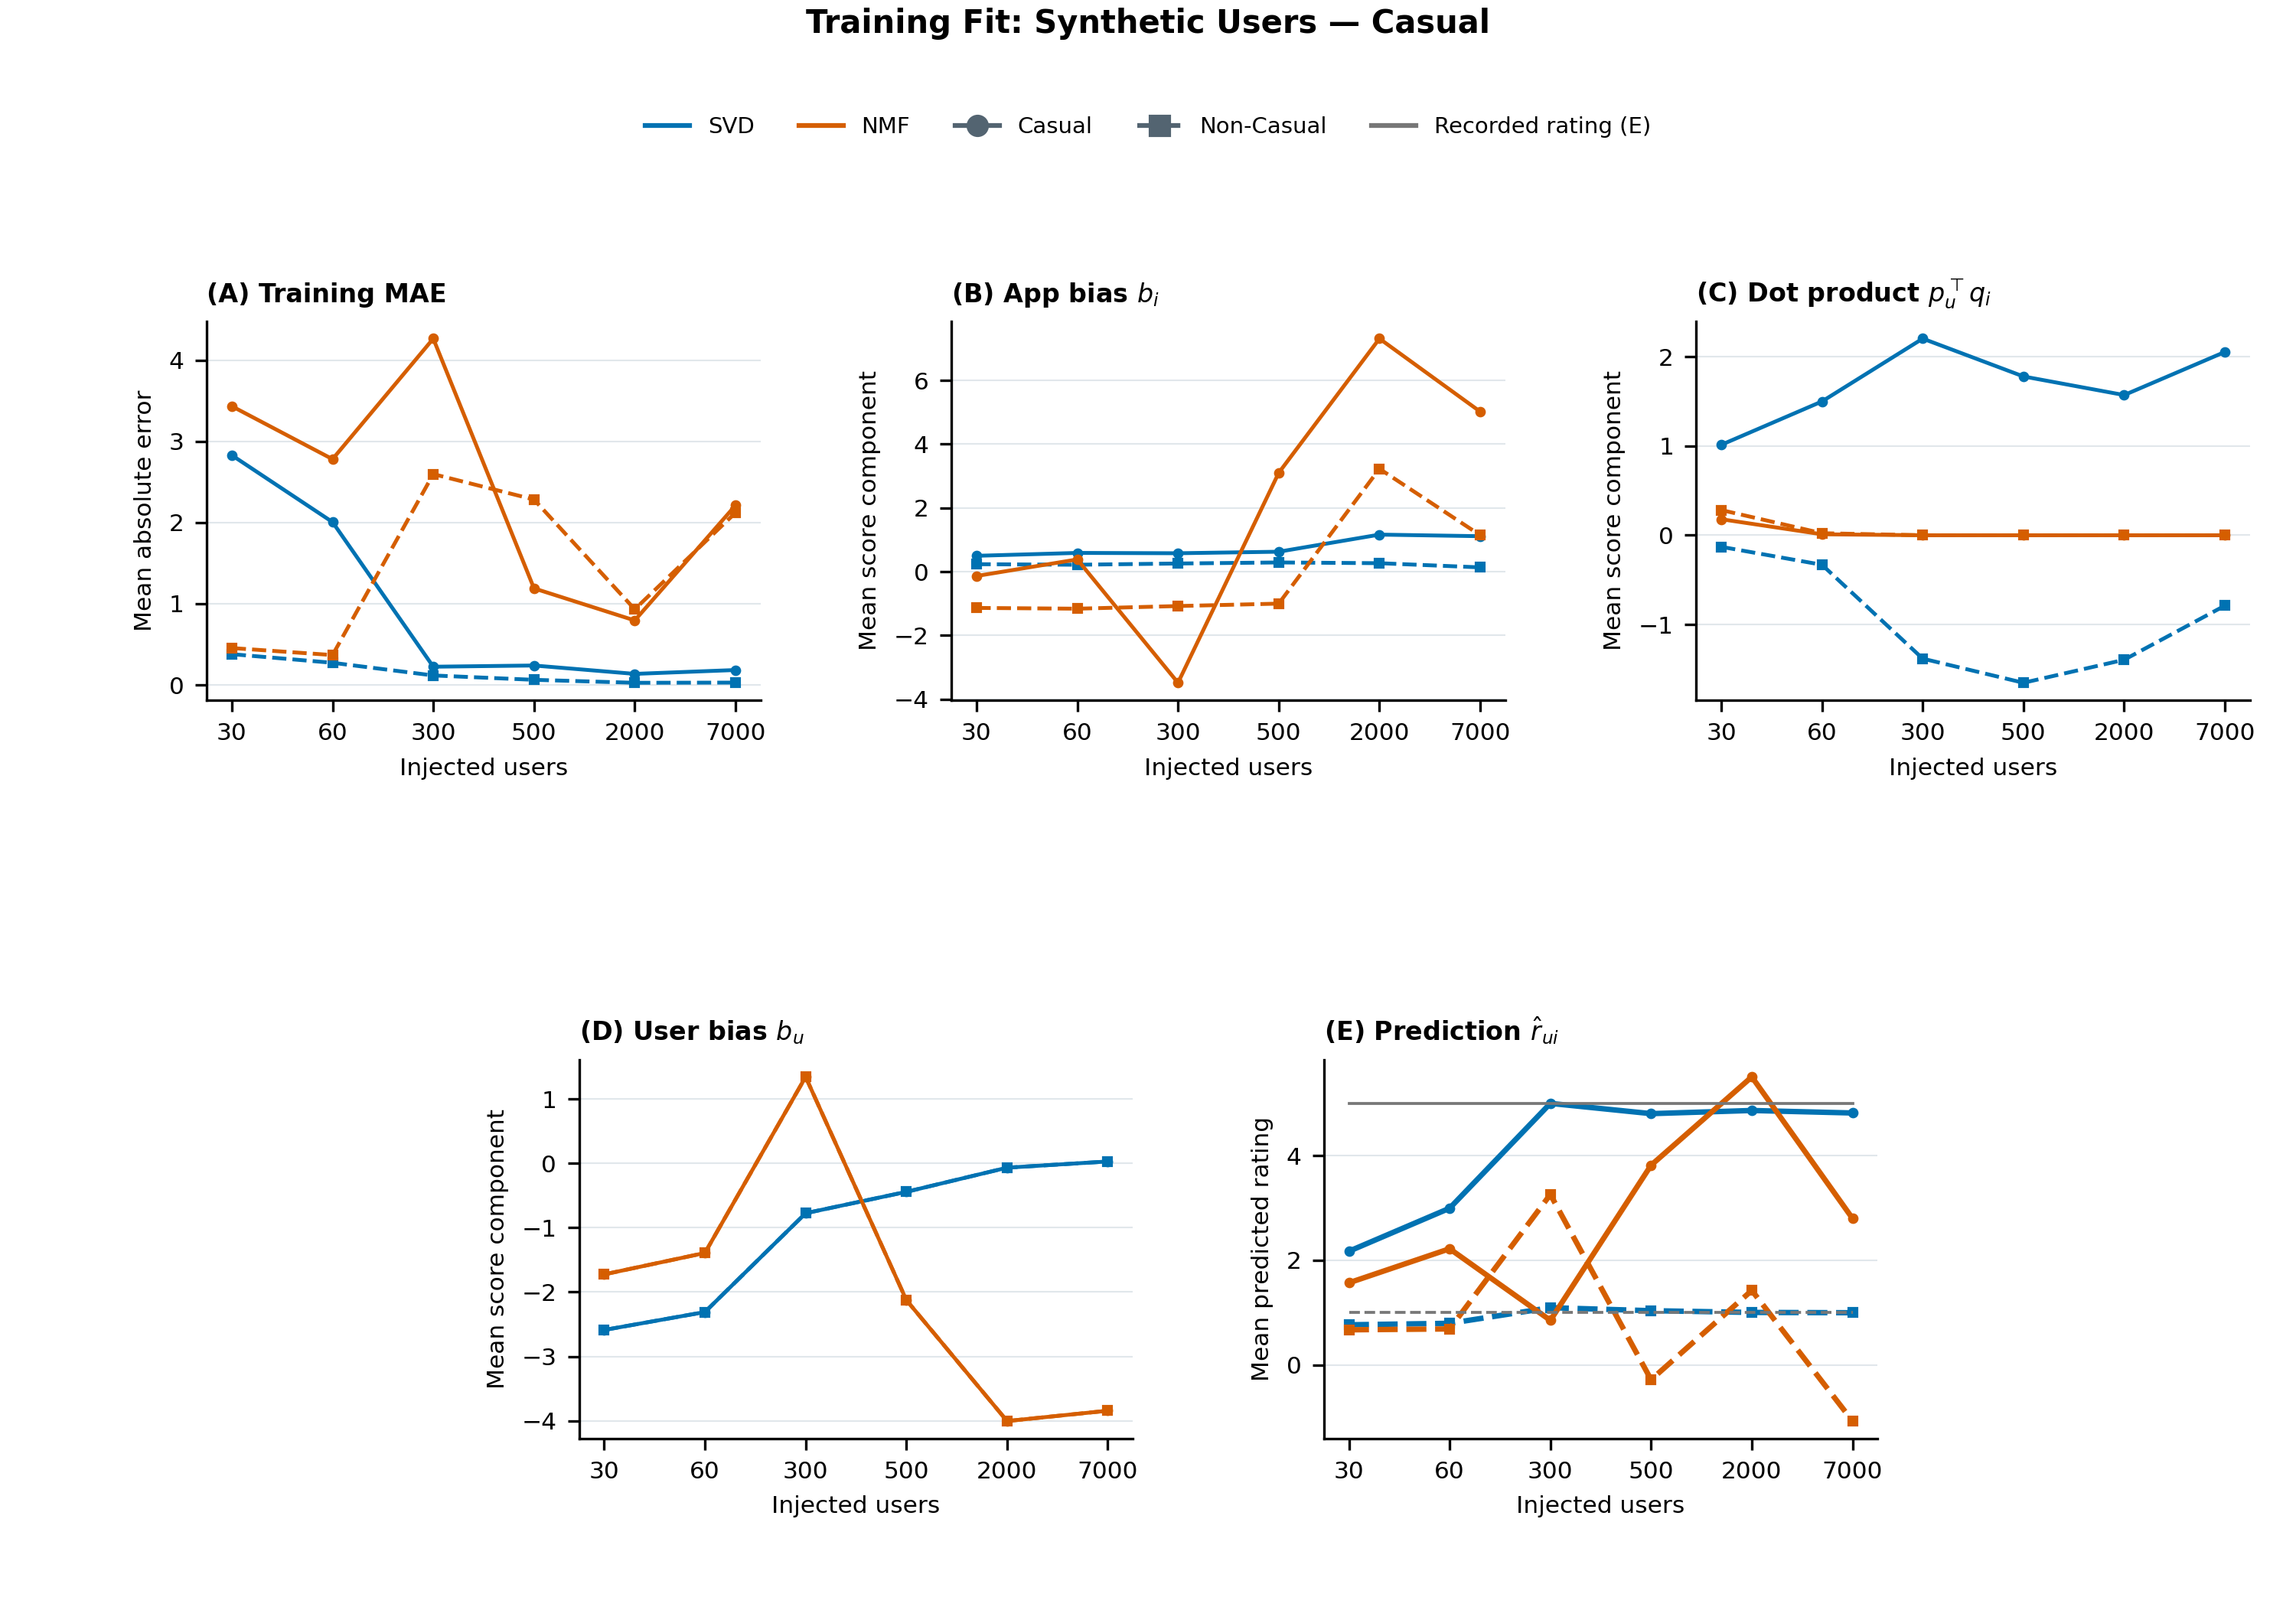 Training Fit: Synthetic Users — Casual
SVD NMF Casual Non-Casual Recorded rating (E)
(A) Training MAE
Mean absolute error
4
3
2
1
0
30 60 300 500 2000 7000
Injected users
(B) App bias b_i
Mean score component
6
4
2
0
−2
−4
30 60 300 500 2000 7000
Injected users
(C) Dot product p_u^⊤ q_i
Mean score component
2
1
0
−1
30 60 300 500 2000 7000
Injected users
(D) User bias b_u
Mean score component
1
0
−1
−2
−3
−4
30 60 300 500 2000 7000
Injected users
(E) Prediction r̂_ui
Mean predicted rating
4
2
0
30 60 300 500 2000 7000
Injected users